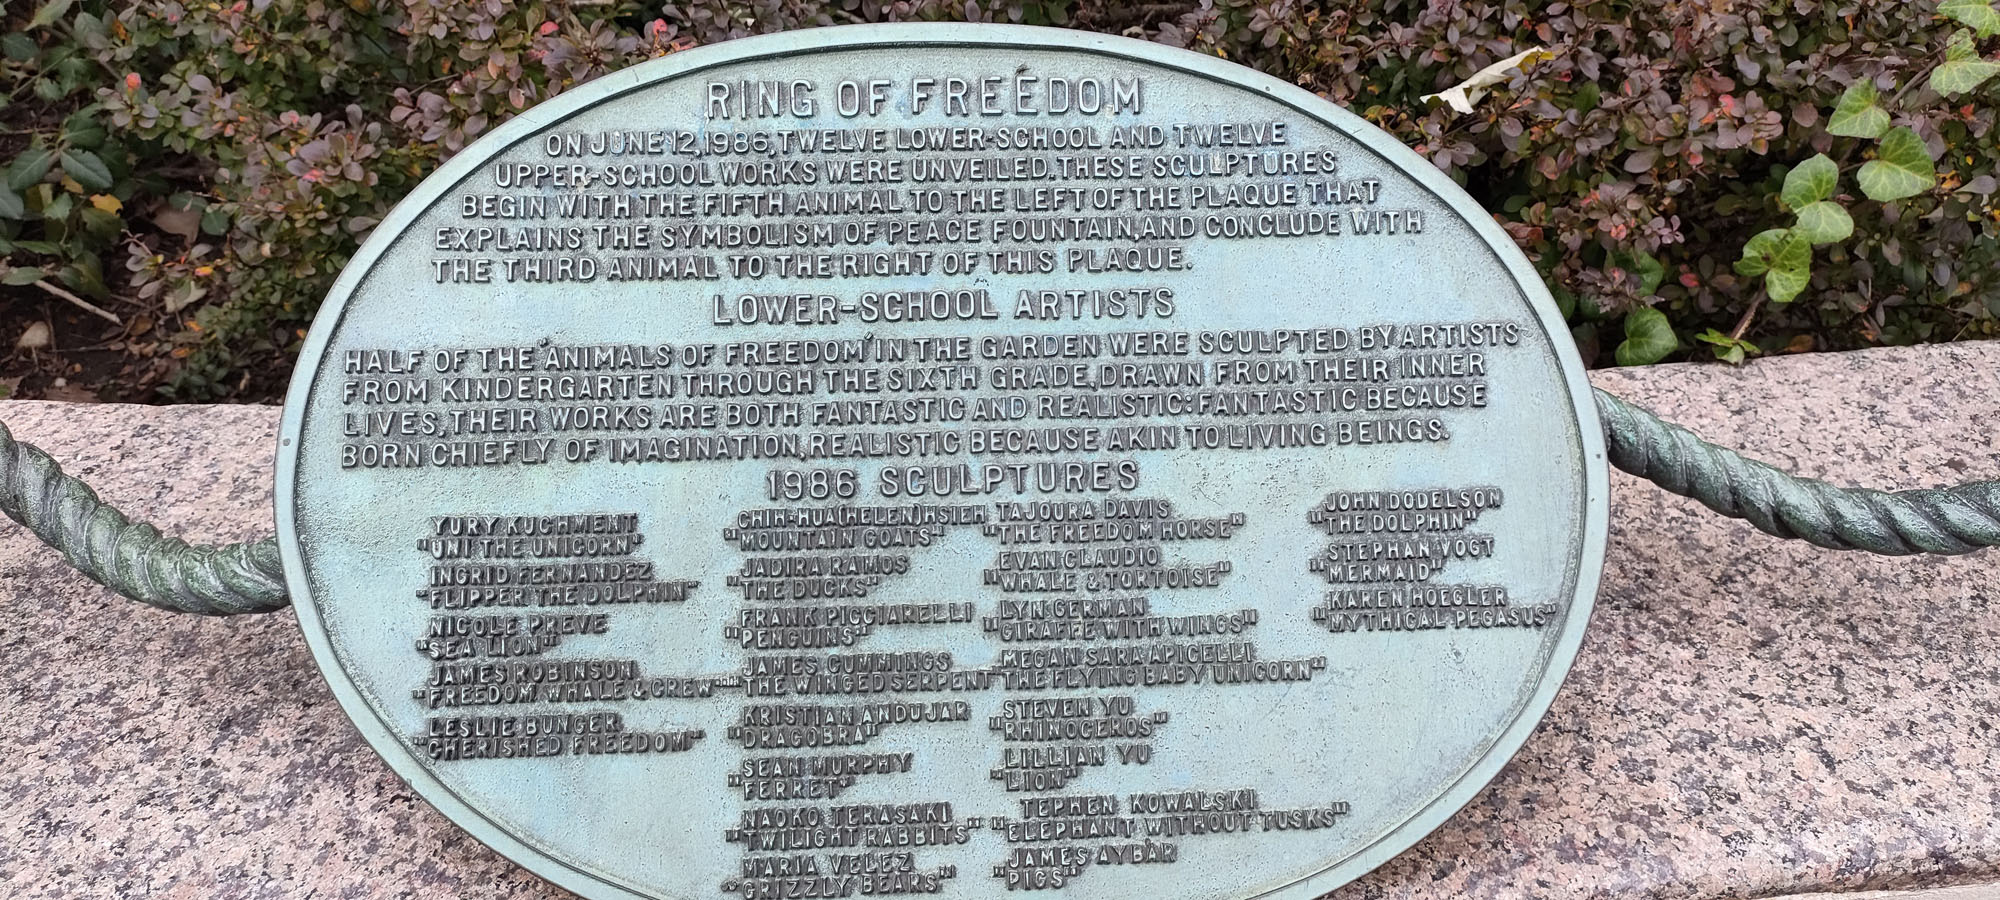 RING OF FREEDOM
ON JUNE 12, 1986, TWELVE LOWER-SCHOOL AND TWELVE
UPPER-SCHOOL WORKS WERE UNVEILED. THESE SCULPTURES
BEGIN WITH THE FIFTH ANIMAL TO THE LEFT OF THE PLAQUE THAT
EXPLAINS THE SYMBOLISM OF PEACE FOUNTAIN, AND CONCLUDE WITH
THE THIRD ANIMAL TO THE RIGHT OF THIS PLAQUE.
LOWER-SCHOOL ARTISTS
HALF OF THE 'ANIMALS OF FREEDOM' IN THE GARDEN WERE SCULPTED BY ARTISTS
FROM KINDERGARTEN THROUGH THE SIXTH GRADE, DRAWN FROM THEIR INNER
LIVES, THEIR WORKS ARE BOTH FANTASTIC AND REALISTIC: FANTASTIC BECAUSE
BORN CHIEFLY OF IMAGINATION, REALISTIC BECAUSE AKIN TO LIVING BEINGS.
1986 SCULPTURES
YURY KUCHMENT
"UNI THE UNICORN"
INGRID FERNANDEZ
"FLIPPER THE DOLPHIN"
NICOLE PREVE
"SEA LION"
JAMES ROBINSON
"FREEDOM WHALE & CREW"
LESLIE BUNGER
"CHERISHED FREEDOM"
CHIH-HUA (HELEN) HSIEH
"MOUNTAIN GOATS"
JADIRA RAMOS
"THE DUCKS"
FRANK PICCIARELLI
"PENGUINS"
JAMES CUMMINGS
"THE WINGED SERPENT"
KRISTIAN ANDUJAR
"DRAGOBRA"
SEAN MURPHY
"FERRET"
NAOKO TERASAKI
"TWILIGHT RABBITS"
MARIA VELEZ
"GRIZZLY BEARS"
TAJOURA DAVIS
"THE FREEDOM HORSE"
EVAN CLAUDIO
"WHALE & TORTOISE"
LYN GERMAN
"GIRAFFE WITH WINGS"
MEGAN SARA APICELLI
"THE FLYING BABY UNICORN"
STEVEN YU
"RHINOCEROS"
LILLIAN YU
"LION"
TEPHEN KOWALSKI
"ELEPHANT WITHOUT TUSKS"
JAMES AYBAR
"PIGS"
JOHN DODELSON
"THE DOLPHIN"
STEPHAN VOGT
"MERMAID"
KAREN HOEGLER
"MYTHICAL PEGASUS"